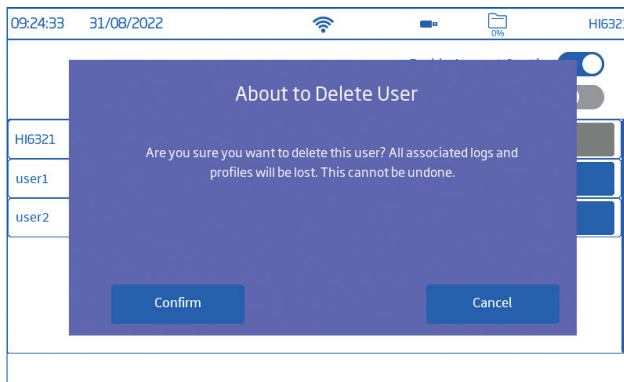 09:24:33 31/08/2022 0% HI632
About to Delete User
Are you sure you want to delete this user? All associated logs and
profiles will be lost. This cannot be undone.
HI6321
user1
user2
Confirm Cancel